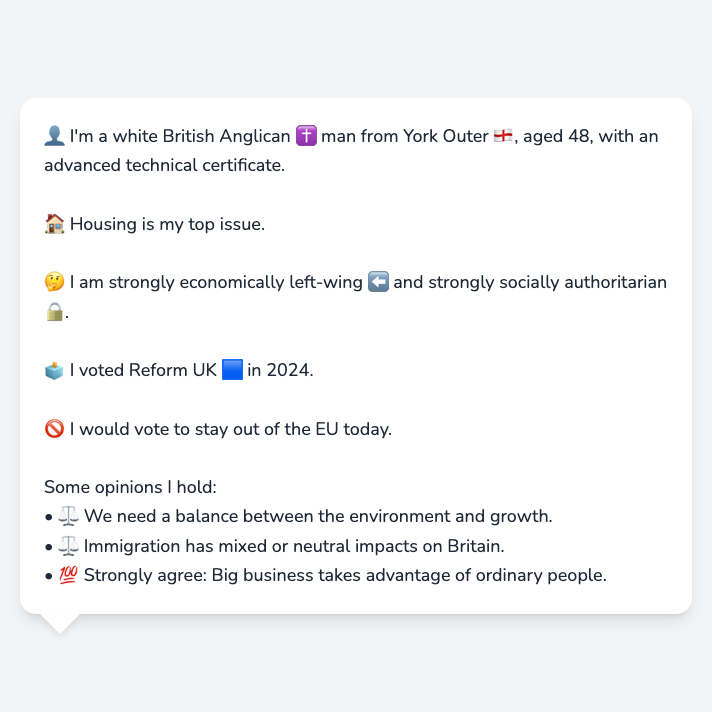 👤 I'm a white British Anglican ✝️ man from York Outer 🏴󠁧󠁢󠁥󠁮󠁧󠁿, aged 48, with an
advanced technical certificate.
🏠 Housing is my top issue.
🤔 I am strongly economically left-wing ⬅️ and strongly socially authoritarian
🔒.
🗳️ I voted Reform UK 🟦 in 2024.
🚫 I would vote to stay out of the EU today.
Some opinions I hold:
• ⚖️ We need a balance between the environment and growth.
• ⚖️ Immigration has mixed or neutral impacts on Britain.
• 💯 Strongly agree: Big business takes advantage of ordinary people.